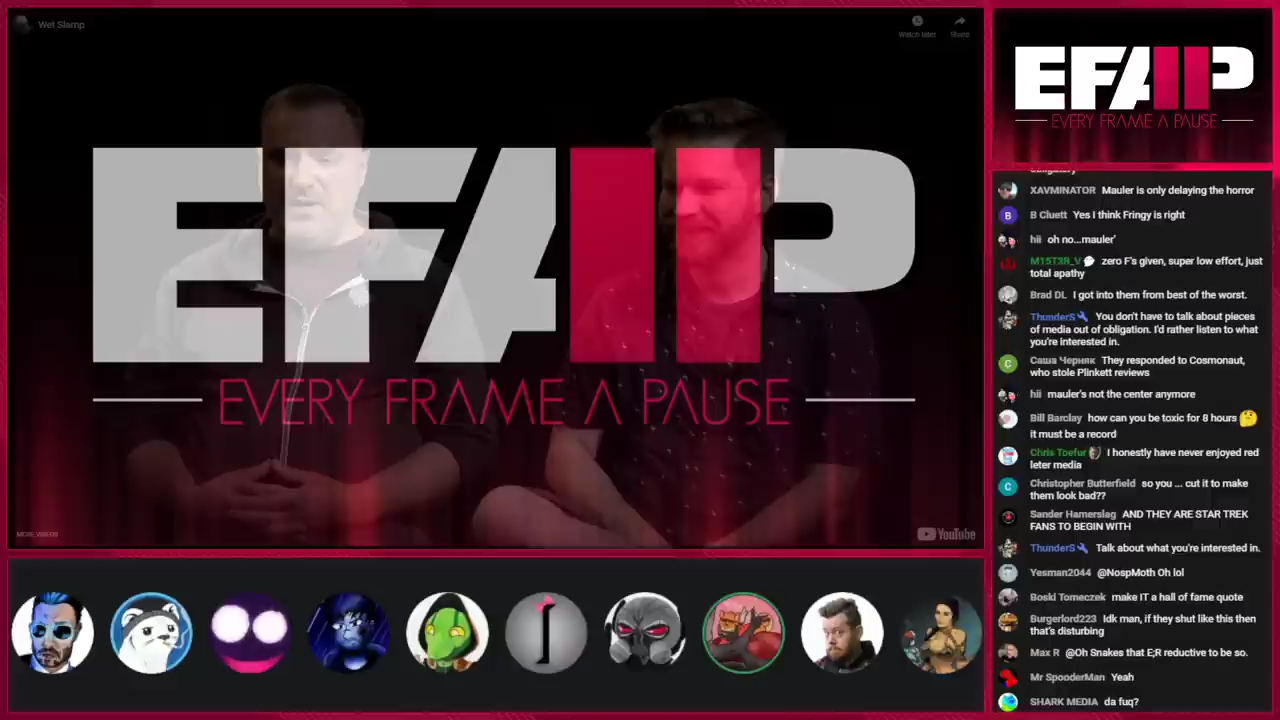 Wet Slamp
Watch later
Share
EFAP
EVERY FRAME A PAUSE
MORE VIDEOS
YouTube
EFAP
EVERY FRAME A PAUSE
XAVMINATOR Mauler is only delaying the horror
B Cluett Yes I think Fringy is right
hii oh no...mauler'
M15T3R_V zero F's given, super low effort, just
total apathy
Brad DL I got into them from best of the worst.
ThunderS You don't have to talk about pieces
of media out of obligation. I'd rather listen to what
you're interested in.
Саша Черняк They responded to Cosmonaut,
who stole Plinkett reviews
hii mauler's not the center anymore
Bill Barclay how can you be toxic for 8 hours 🤔
it must be a record
Chris Toefur I honestly have never enjoyed red
leter media
Christopher Butterfield so you ... cut it to make
them look bad??
Sander Hamerslag AND THEY ARE STAR TREK
FANS TO BEGIN WITH
ThunderS Talk about what you're interested in.
Yesman2044 @NospMoth Oh lol
Boski Tomeczek make IT a hall of fame quote
Burgerlord223 Idk man, if they shut like this then
that's disturbing
Max R @Oh Snakes that E;R reductive to be so.
Mr SpooderMan Yeah
SHARK MEDIA da fuq?